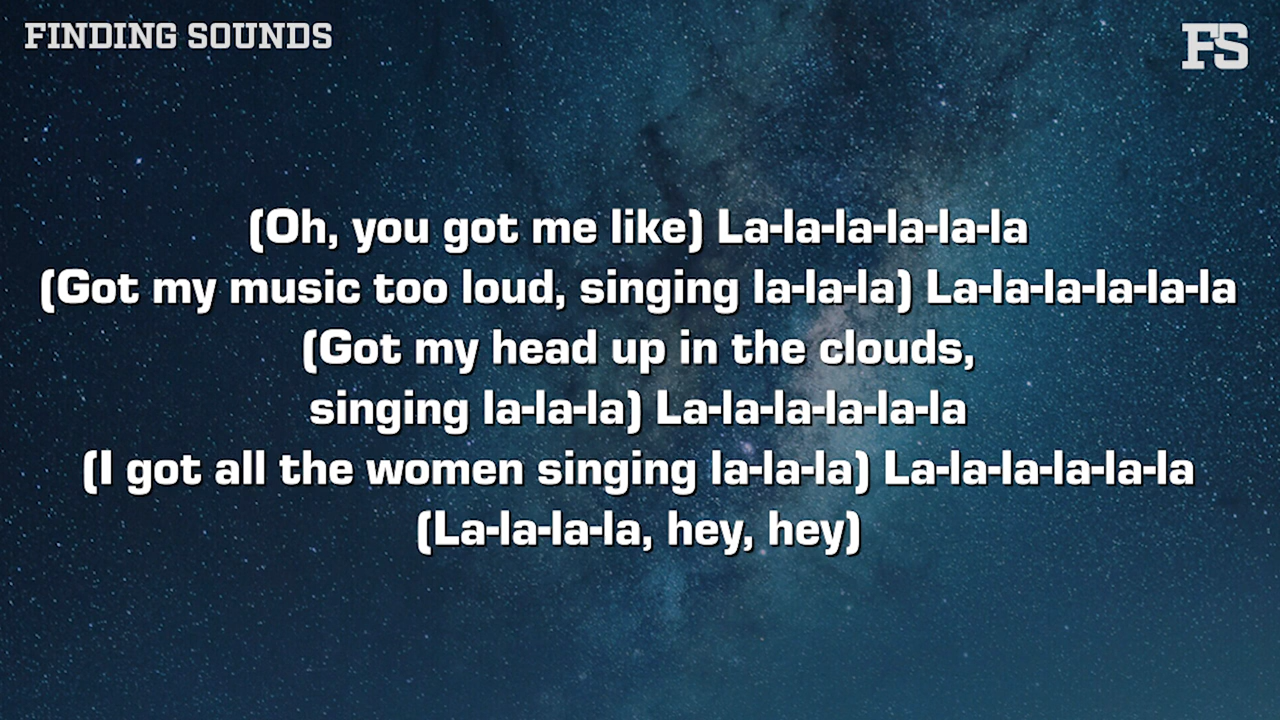 FINDING SOUNDS
FS
(Oh, you got me like) La-la-la-la-la-la
(Got my music too loud, singing la-la-la) La-la-la-la-la-la
(Got my head up in the clouds,
singing la-la-la) La-la-la-la-la-la
(I got all the women singing la-la-la) La-la-la-la-la-la
(La-la-la-la, hey, hey)